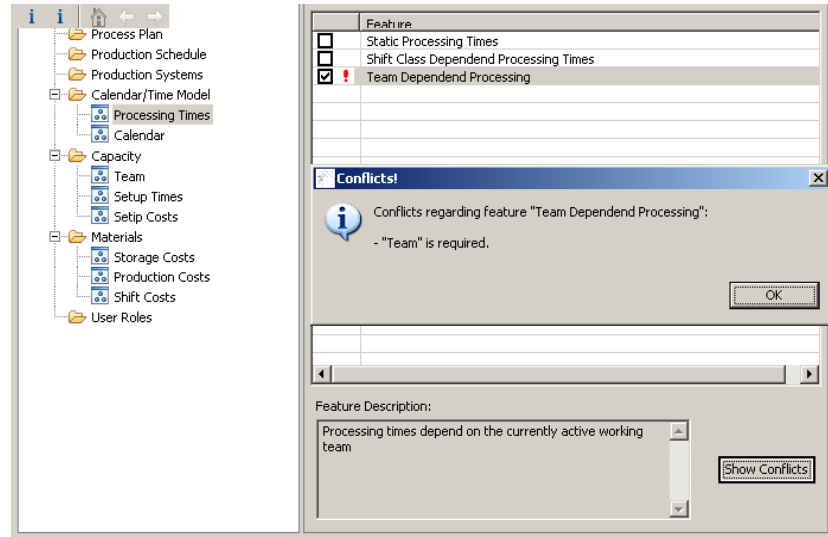 i i
Process Plan
Production Schedule
Production Systems
Calendar/Time Model
Processing Times
Calendar
Capacity
Team
Setup Times
Setip Costs
Materials
Storage Costs
Production Costs
Shift Costs
User Roles
Feature
Static Processing Times
Shift Class Dependend Processing Times
! Team Dependend Processing
Conflicts!
Conflicts regarding feature "Team Dependend Processing":
- "Team" is required.
OK
Feature Description:
Processing times depend on the currently active working
team
Show Conflicts